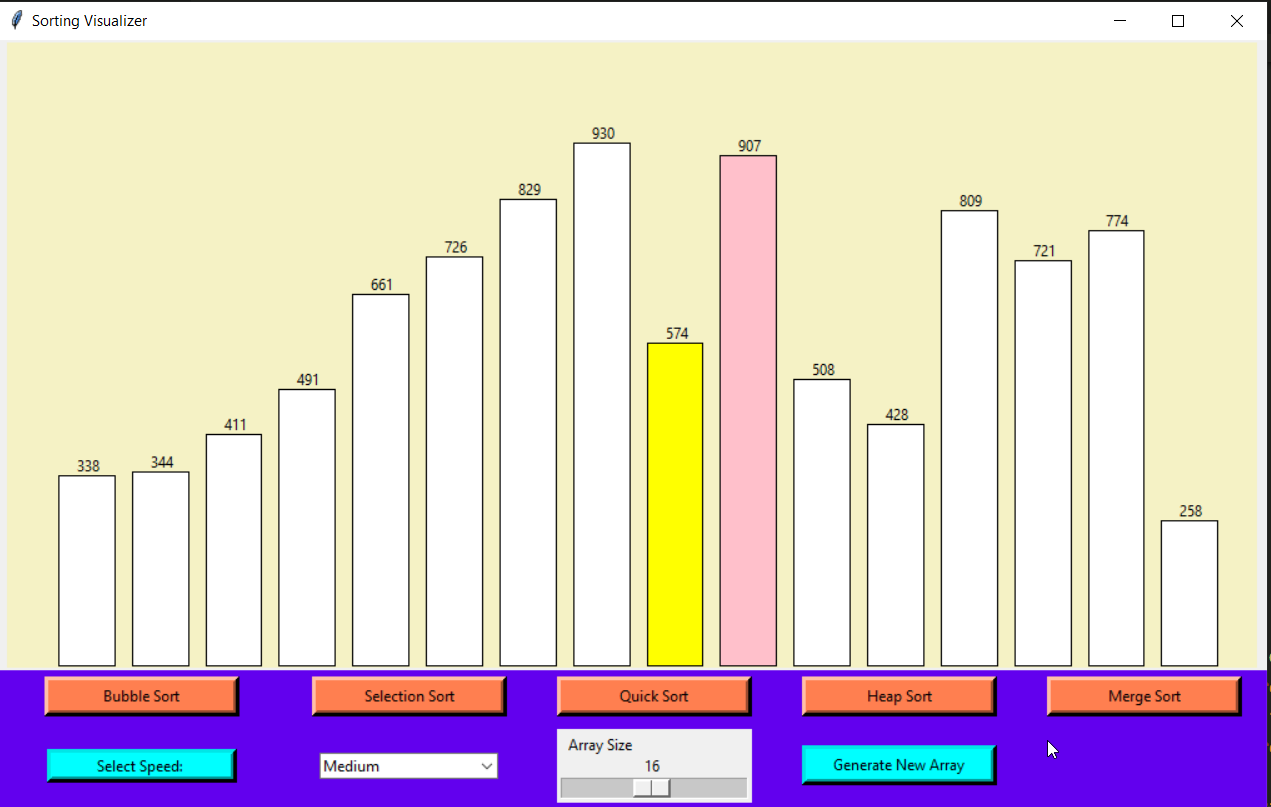 Sorting Visualizer
338 344 411 491 661 726 829 930 574 907 508 428 809 721 774 258
Bubble Sort Selection Sort Quick Sort Heap Sort Merge Sort
Array Size
Select Speed: Medium 16 Generate New Array